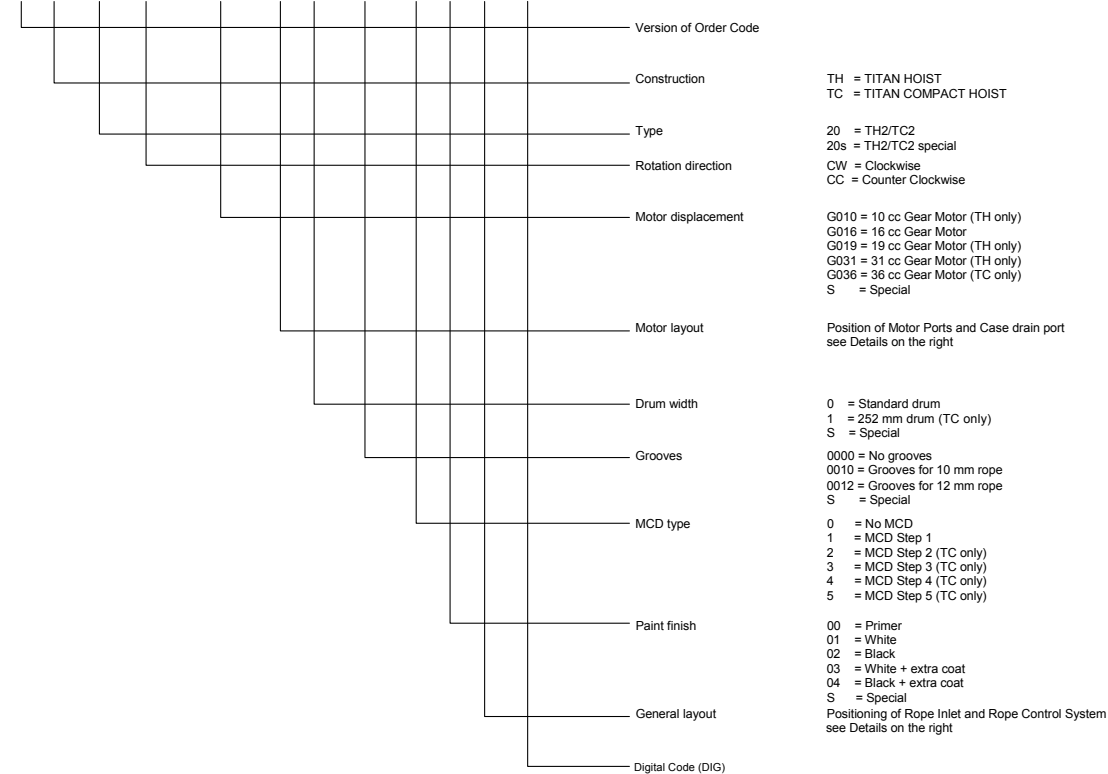 Version of Order Code
Construction
TH = TITAN HOIST
TC = TITAN COMPACT HOIST
Type
20 = TH2/TC2
20s = TH2/TC2 special
Rotation direction
CW = Clockwise
CC = Counter Clockwise
Motor displacement
G010 = 10 cc Gear Motor (TH only)
G016 = 16 cc Gear Motor
G019 = 19 cc Gear Motor (TH only)
G031 = 31 cc Gear Motor (TH only)
G036 = 36 cc Gear Motor (TC only)
S = Special
Motor layout
Position of Motor Ports and Case drain port
see Details on the right
Drum width
0 = Standard drum
1 = 252 mm drum (TC only)
S = Special
Grooves
0000 = No grooves
0010 = Grooves for 10 mm rope
0012 = Grooves for 12 mm rope
S = Special
MCD type
0 = No MCD
1 = MCD Step 1
2 = MCD Step 2 (TC only)
3 = MCD Step 3 (TC only)
4 = MCD Step 4 (TC only)
5 = MCD Step 5 (TC only)
Paint finish
00 = Primer
01 = White
02 = Black
03 = White + extra coat
04 = Black + extra coat
S = Special
General layout
Positioning of Rope Inlet and Rope Control System
see Details on the right
Digital Code (DIG)